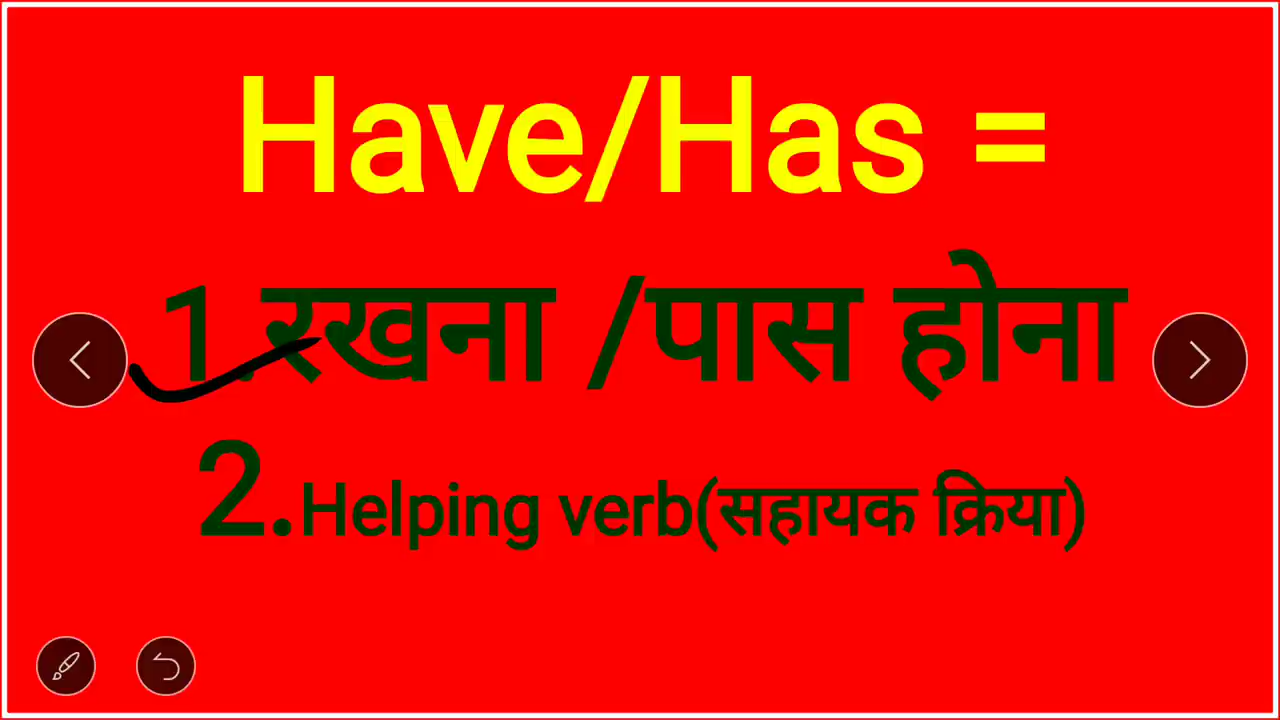 Have/Has =
1.रखना /पास होना
2.Helping verb(सहायक क्रिया)